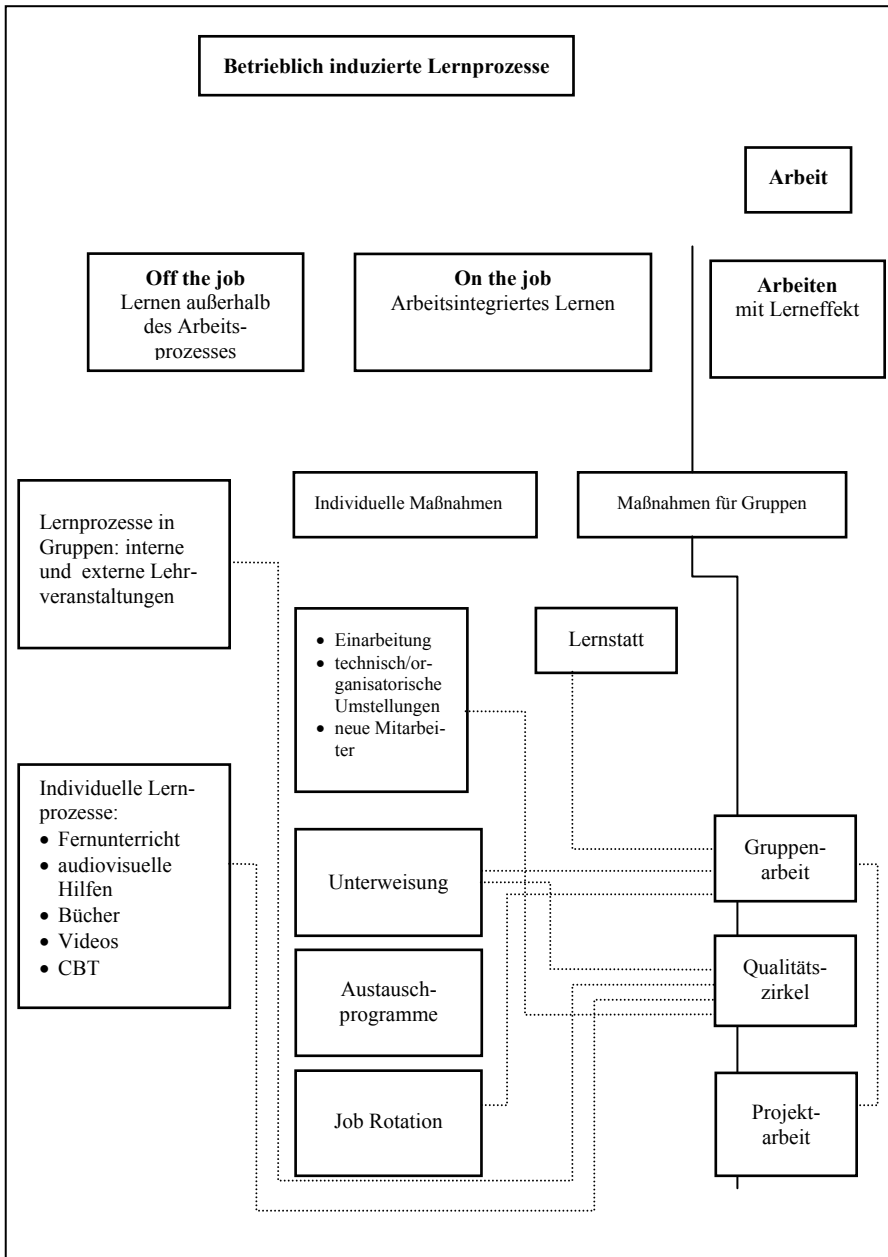 Betrieblich induzierte Lernprozesse
Arbeit
Off the job
Lernen außerhalb
des Arbeits-
prozesses
On the job
Arbeitsintegriertes Lernen
Arbeiten
mit Lerneffekt
Lernprozesse in
Gruppen: interne
und externe Lehr-
veranstaltungen
Individuelle Maßnahmen
Maßnahmen für Gruppen
• Einarbeitung
• technisch/or-
ganisatorische
Umstellungen
• neue Mitarbei-
ter
Lernstatt
Individuelle Lern-
prozesse:
• Fernunterricht
• audiovisuelle
Hilfen
• Bücher
• Videos
• CBT
Unterweisung
Gruppen-
arbeit
Austausch-
programme
Qualitäts-
zirkel
Job Rotation
Projekt-
arbeit